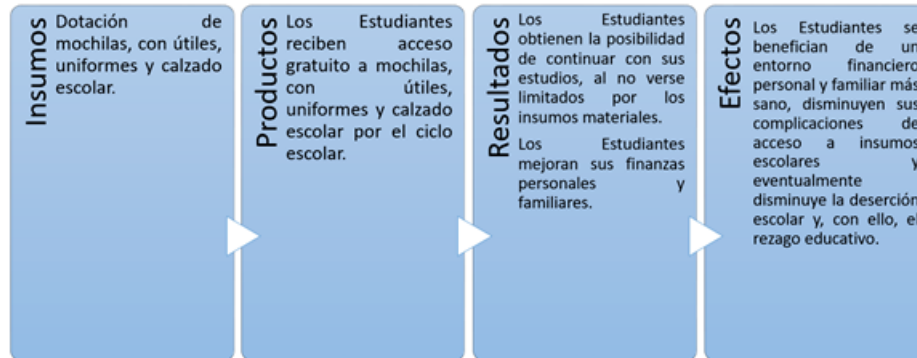 Insumos
Dotación de
mochilas, con útiles,
uniformes y calzado
escolar.
Productos
Los Estudiantes
reciben acceso
gratuito a mochilas,
con útiles,
uniformes y calzado
escolar por el ciclo
escolar.
Resultados
Los Estudiantes
obtienen la posibilidad
de continuar con sus
estudios, al no verse
limitados por los
insumos materiales.
Los Estudiantes
mejoran sus finanzas
personales y
familiares.
Efectos
Los Estudiantes se
benefician de un
entorno financiero
personal y familiar más
sano, disminuyen sus
complicaciones de
acceso a insumos
escolares y
eventualmente
disminuye la deserción
escolar y, con ello, el
rezago educativo.